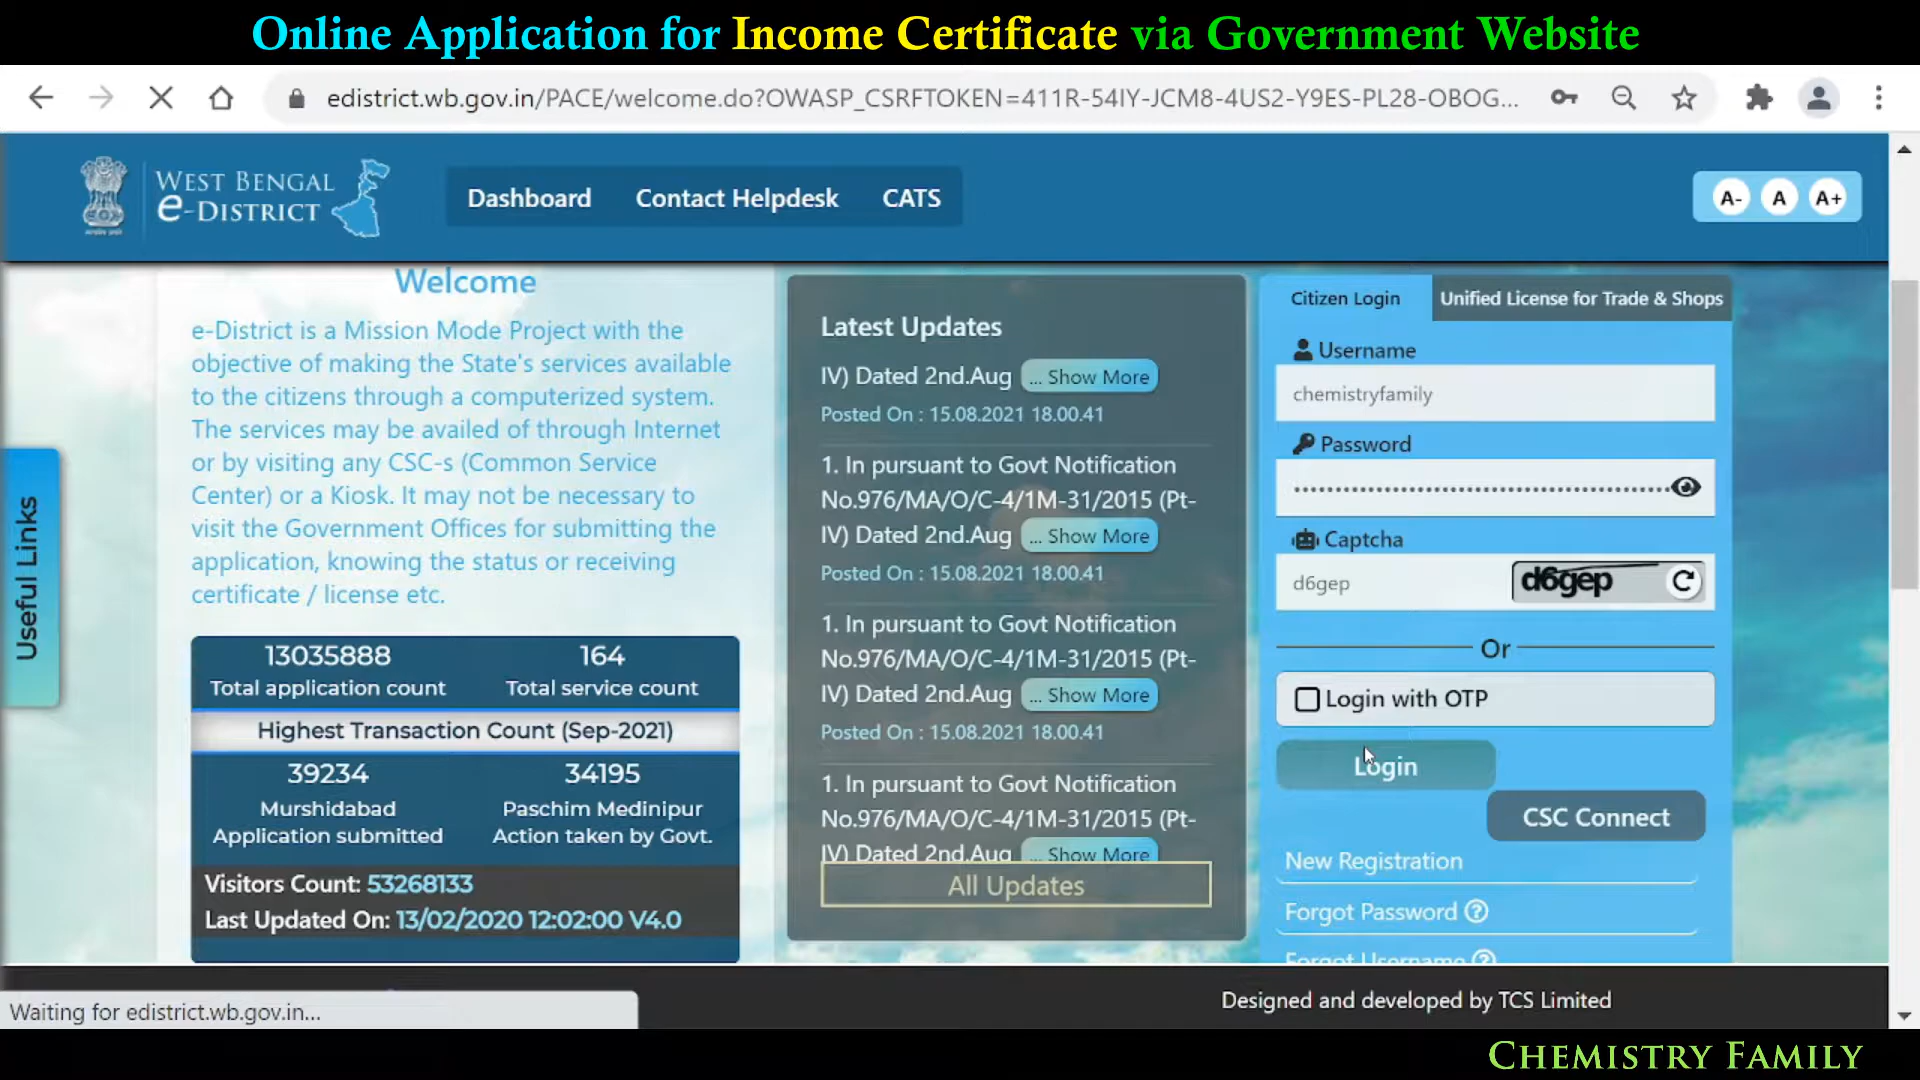 Online Application for Income Certificate via Government Website
edistrict.wb.gov.in/PACE/welcome.do?OWASP_CSRFTOKEN=411R-54IY-JCM8-4US2-Y9ES-PL28-OBOG...
WEST BENGAL
e-DISTRICT
Dashboard
Contact Helpdesk
CATS
A-
A
A+
Useful Links
Welcome
e-District is a Mission Mode Project with the
objective of making the State's services available
to the citizens through a computerized system.
The services may be availed of through Internet
or by visiting any CSC-s (Common Service
Center) or a Kiosk. It may not be necessary to
visit the Government Offices for submitting the
application, knowing the status or receiving
certificate / license etc.
13035888
Total application count
164
Total service count
Highest Transaction Count (Sep-2021)
39234
Murshidabad
Application submitted
34195
Paschim Medinipur
Action taken by Govt.
Visitors Count: 53268133
Last Updated On: 13/02/2020 12:02:00 V4.0
Latest Updates
IV) Dated 2nd.Aug ... Show More
Posted On : 15.08.2021 18.00.41
1. In pursuant to Govt Notification
No.976/MA/O/C-4/1M-31/2015 (Pt-
IV) Dated 2nd.Aug ... Show More
Posted On : 15.08.2021 18.00.41
1. In pursuant to Govt Notification
No.976/MA/O/C-4/1M-31/2015 (Pt-
IV) Dated 2nd.Aug ... Show More
Posted On : 15.08.2021 18.00.41
1. In pursuant to Govt Notification
No.976/MA/O/C-4/1M-31/2015 (Pt-
IV) Dated 2nd.Aug ... Show More
All Updates
Citizen Login
Unified License for Trade & Shops
Username
chemistryfamily
Password
Captcha
d6gep
d6gep
Or
Login with OTP
Login
CSC Connect
New Registration
Forgot Password
Forgot Username
Waiting for edistrict.wb.gov.in...
Designed and developed by TCS Limited
CHEMISTRY FAMILY